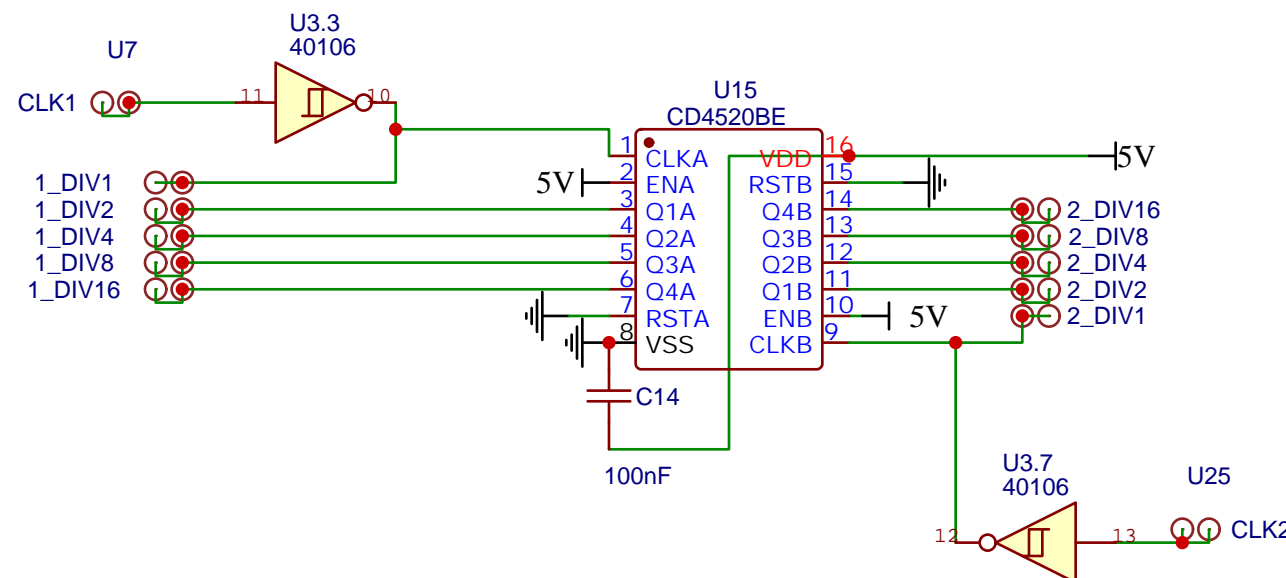 U3.3
40106
U7
CLK1
11
10
U15
CD4520BE
1_DIV1
1_DIV2
1_DIV4
1_DIV8
1_DIV16
5V
1 CLKA
2 ENA
3 Q1A
4 Q2A
5 Q3A
6 Q4A
7 RSTA
8 VSS
VDD 16
RSTB 15
Q4B 14
Q3B 13
Q2B 12
Q1B 11
ENB 10
CLKB 9
5V
2_DIV16
2_DIV8
2_DIV4
2_DIV2
2_DIV1
5V
C14
100nF
U3.7
40106
U25
12
13
CLK2